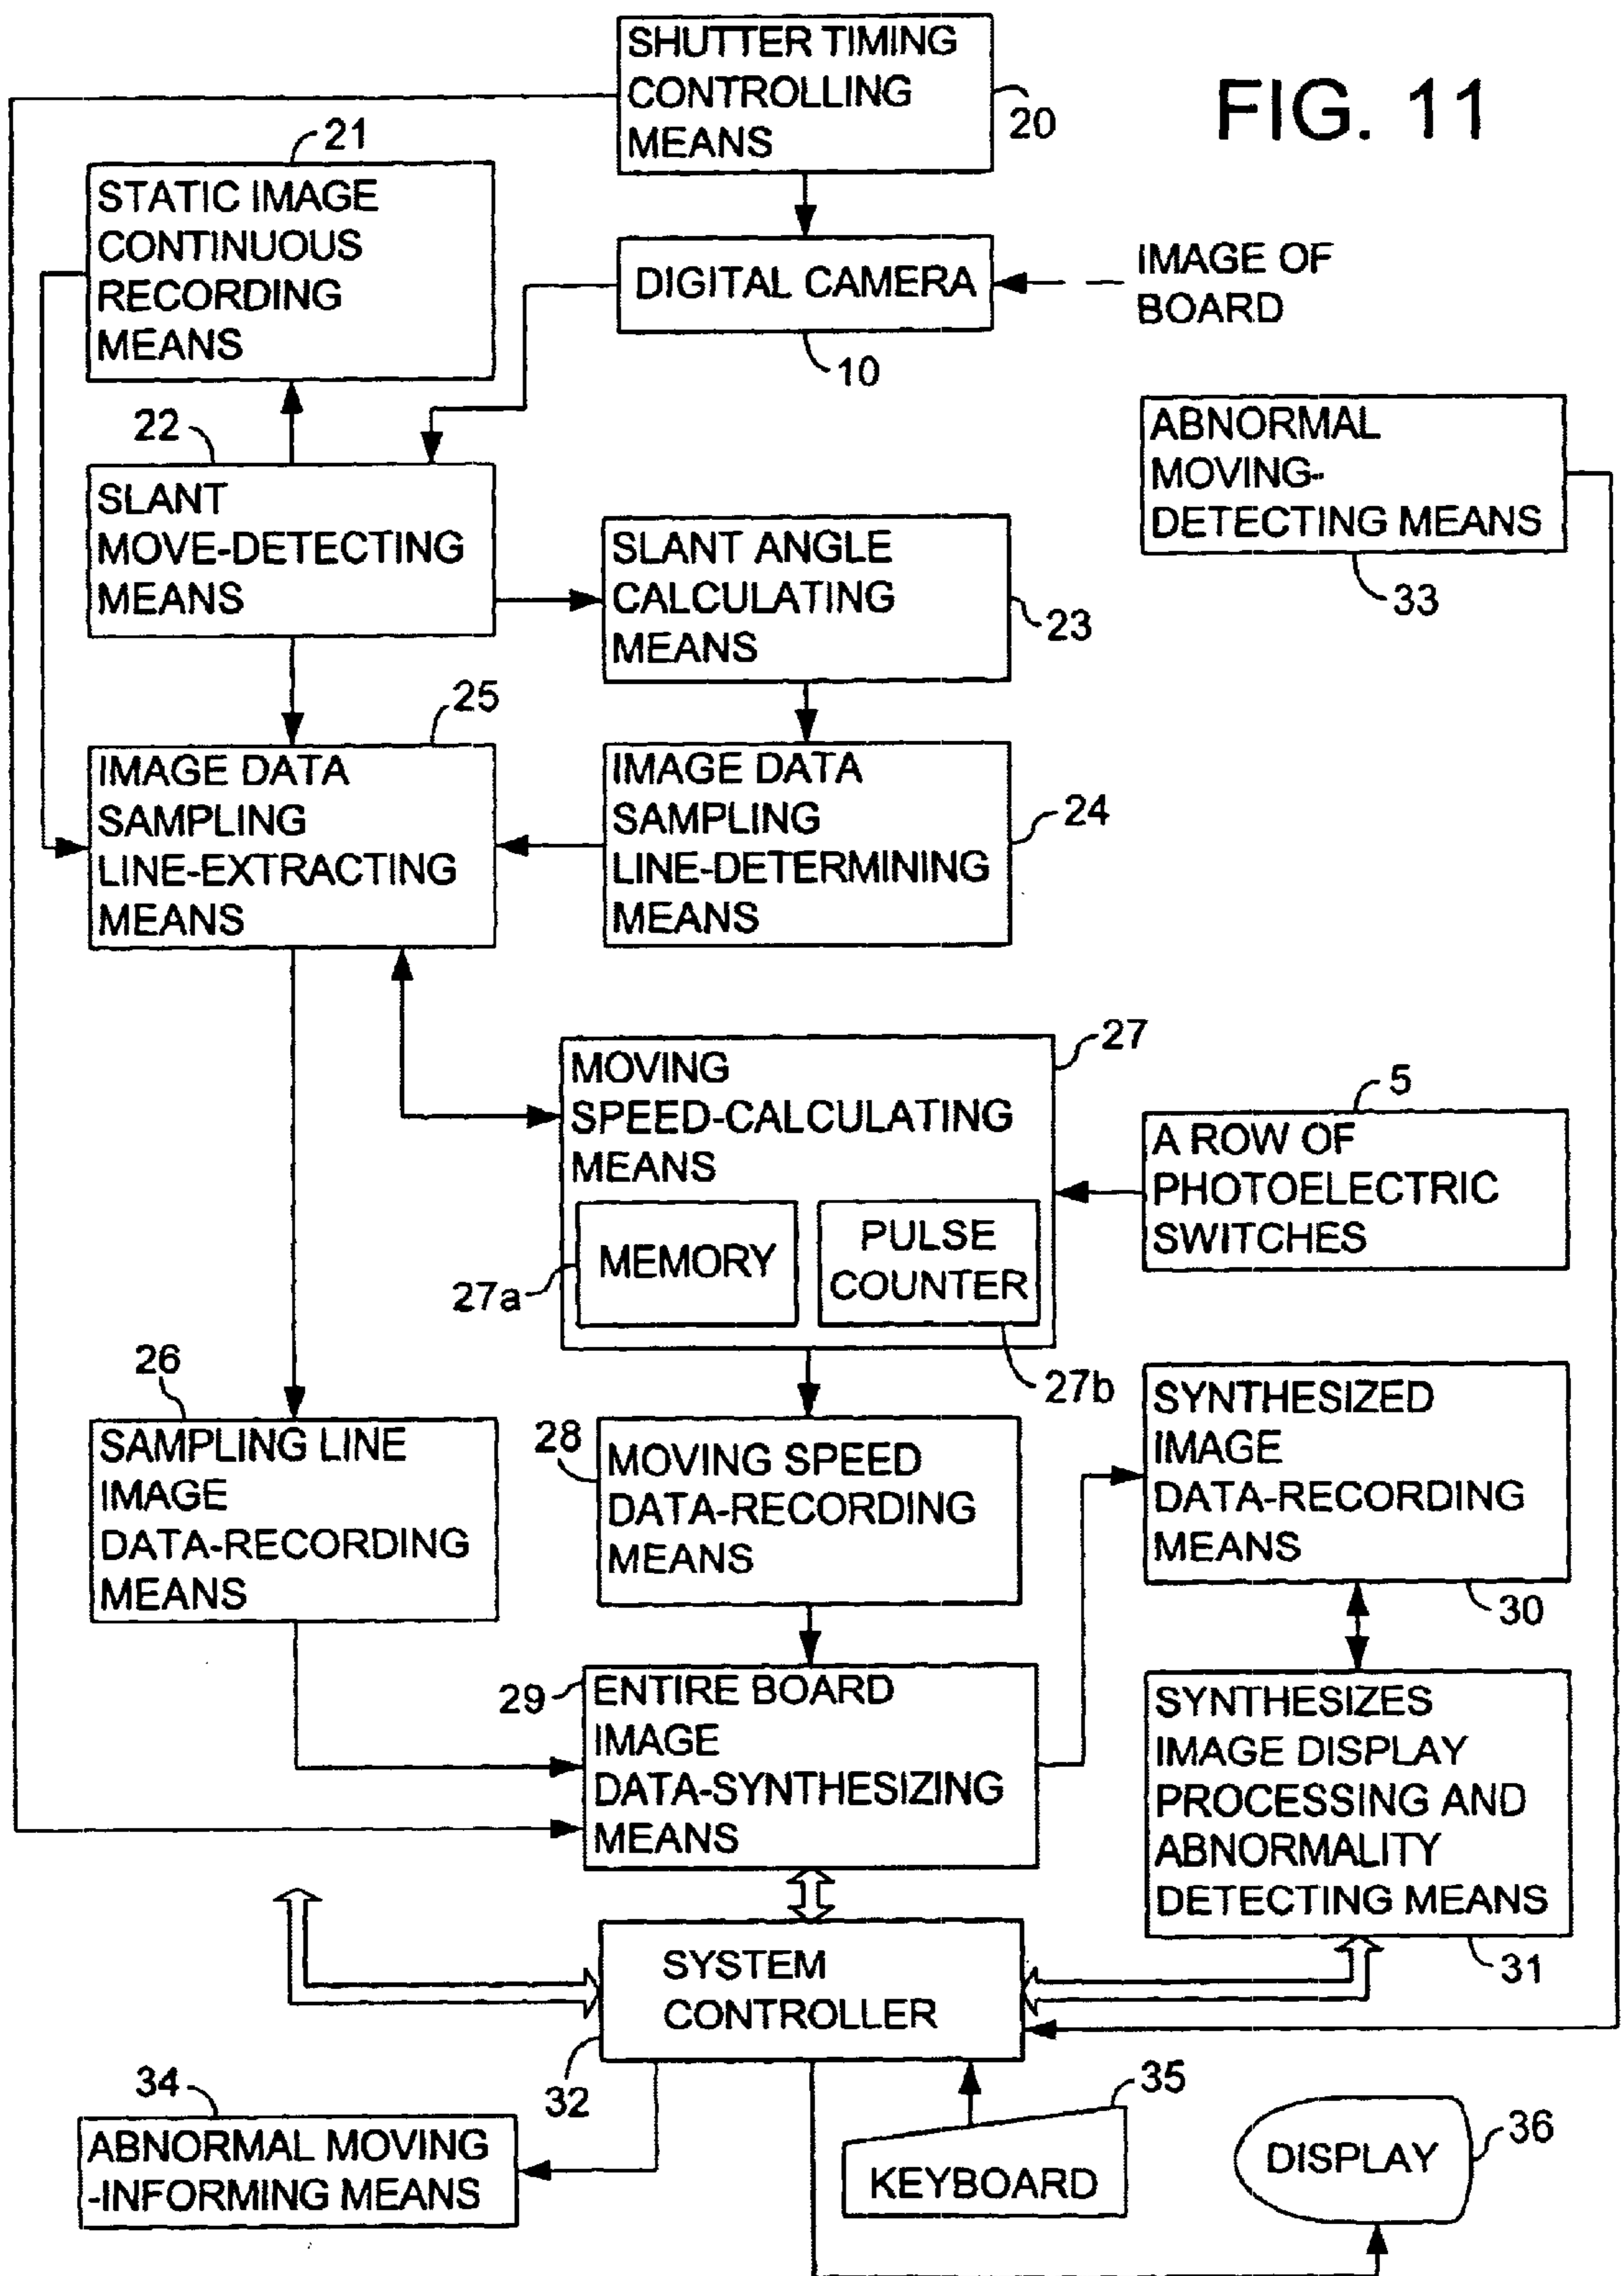 FIG. 11
SHUTTER TIMING
CONTROLLING
MEANS
20
21
STATIC IMAGE
CONTINUOUS
RECORDING
MEANS
DIGITAL CAMERA
10
IMAGE OF
BOARD
22
SLANT
MOVE-DETECTING
MEANS
ABNORMAL
MOVING-
DETECTING MEANS
33
SLANT ANGLE
CALCULATING
MEANS
23
25
IMAGE DATA
SAMPLING
LINE-EXTRACTING
MEANS
IMAGE DATA
SAMPLING
LINE-DETERMINING
MEANS
24
27
MOVING
SPEED-CALCULATING
MEANS
MEMORY
27a
PULSE
COUNTER
27b
5
A ROW OF
PHOTOELECTRIC
SWITCHES
26
SAMPLING LINE
IMAGE
DATA-RECORDING
MEANS
28
MOVING SPEED
DATA-RECORDING
MEANS
SYNTHESIZED
IMAGE
DATA-RECORDING
MEANS
30
29
ENTIRE BOARD
IMAGE
DATA-SYNTHESIZING
MEANS
SYNTHESIZES
IMAGE DISPLAY
PROCESSING AND
ABNORMALITY
DETECTING MEANS
31
SYSTEM
CONTROLLER
32
34
ABNORMAL MOVING
-INFORMING MEANS
35
KEYBOARD
DISPLAY
36